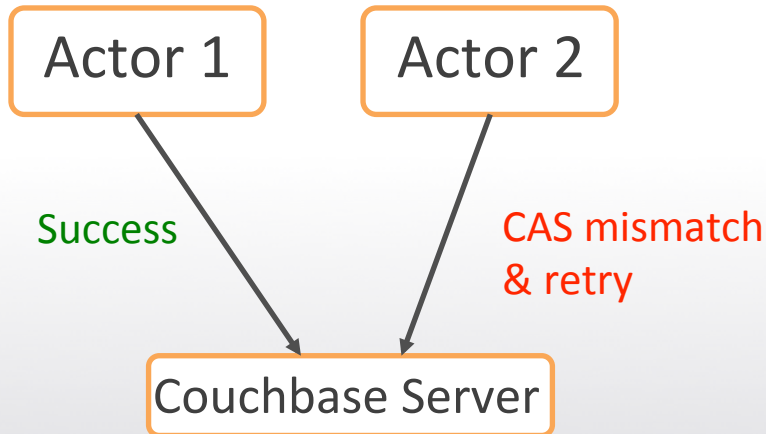 Actor 1
Actor 2
Success
CAS mismatch
& retry
Couchbase Server